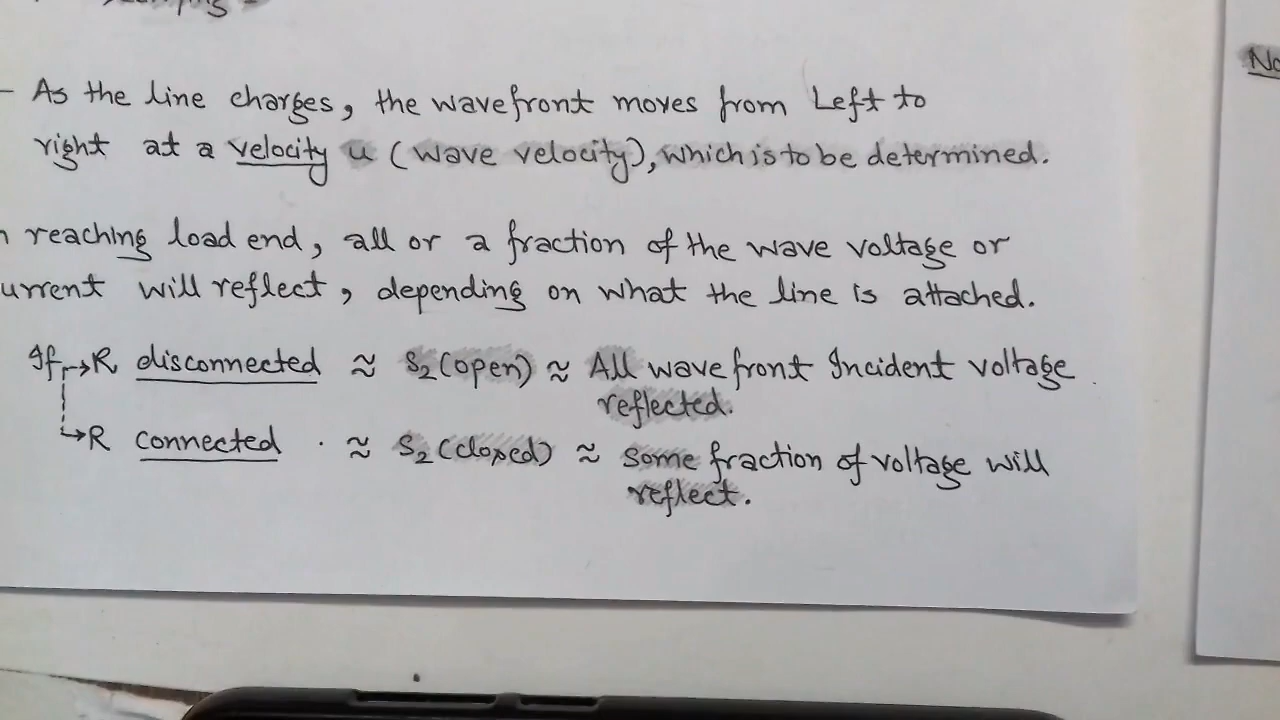 - As the line charges, the wavefront moves from Left to
right at a velocity u (wave velocity), which is to be determined.
reaching load end, all or a fraction of the wave voltage or
urrent will reflect, depending on what the line is attached.
If → R disconnected ≈ S₂ (open) ≈ All wavefront Incident voltage
reflected.
↳ R connected ≈ S₂ (closed) ≈ Some fraction of voltage will
reflect.